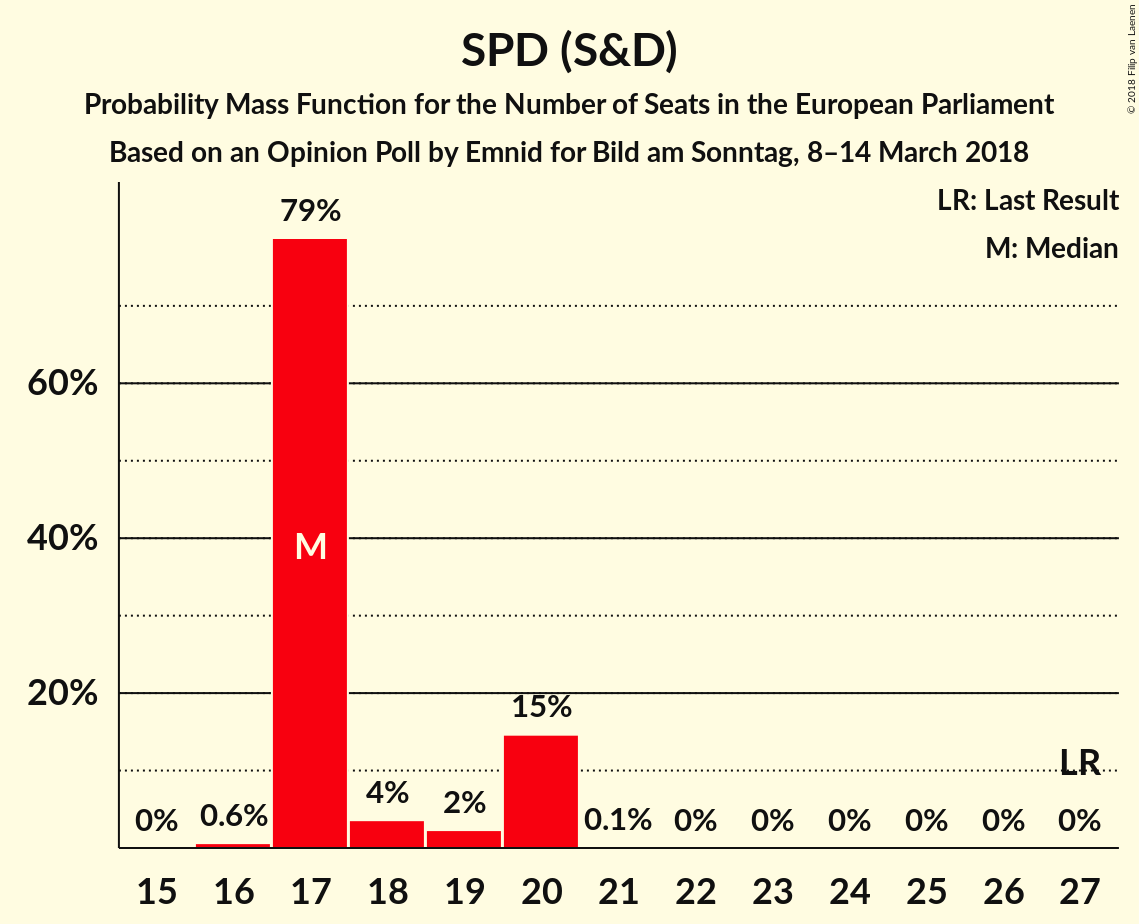 SPD (S&D)
Probability Mass Function for the Number of Seats in the European Parliament
Based on an Opinion Poll by Emnid for Bild am Sonntag, 8–14 March 2018
© 2018 Filip van Laenen
LR: Last Result
M: Median
60%
40%
20%
0%
0.6%
79%
M
4%
2%
15%
0.1%
0%
0%
0%
0%
0%
LR
0%
15 16 17 18 19 20 21 22 23 24 25 26 27